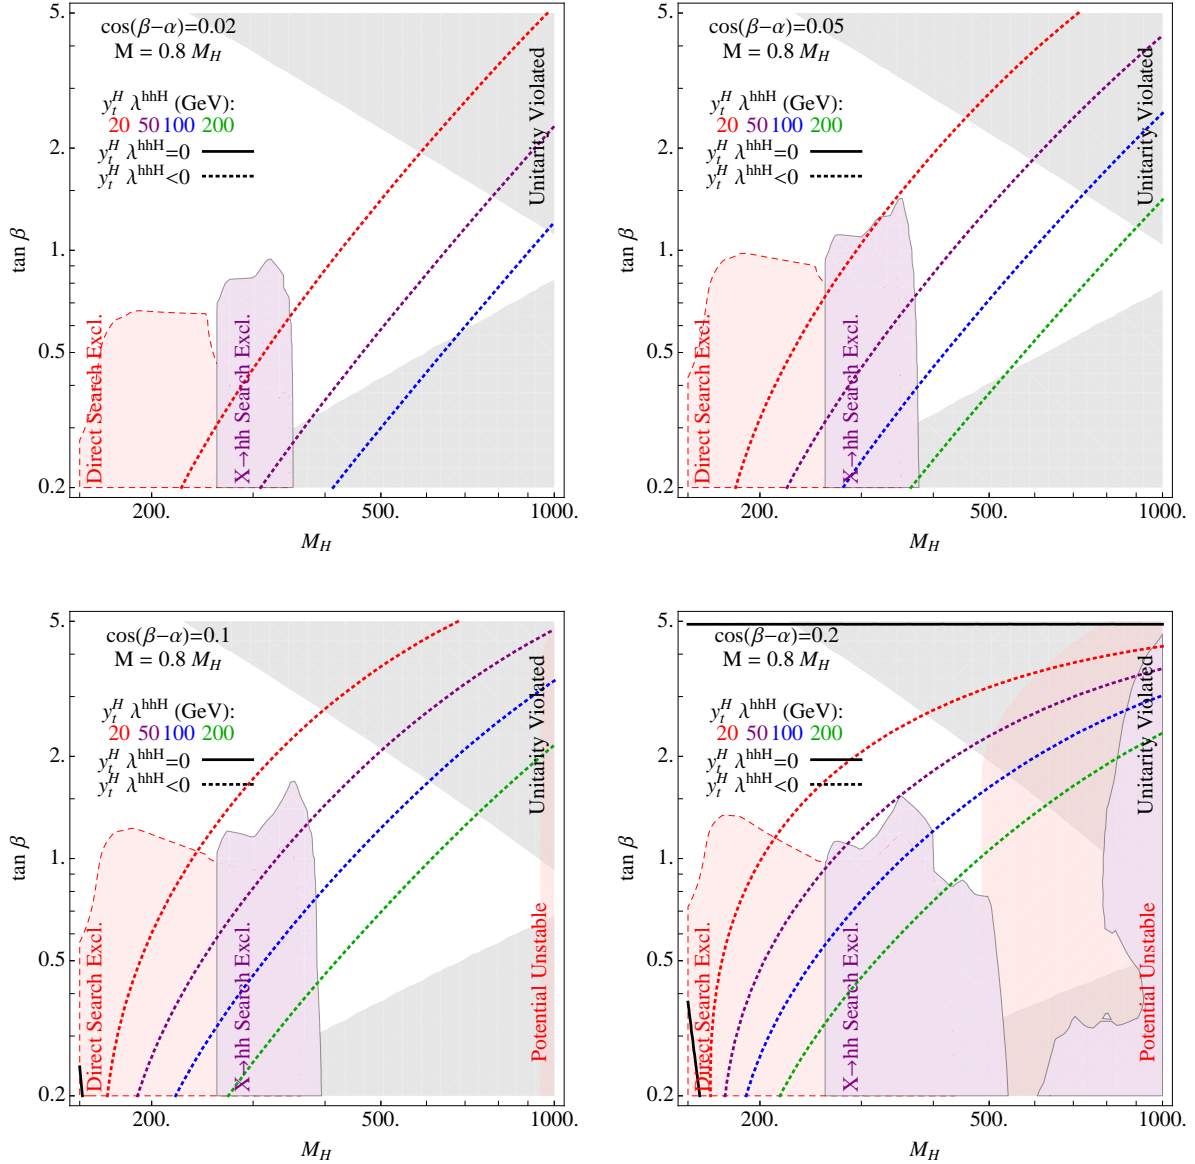 cos(β−α)=0.02
M = 0.8 M_H
y_t^H λ^hhH (GeV):
20 50 100 200
y_t^H λ^hhH=0
y_t^H λ^hhH<0
Unitarity Violated
Direct Search Excl.
X→hh Search Excl.
tan β
5.
2.
1.
0.5
0.2
200. 500. 1000.
M_H
cos(β−α)=0.05
M = 0.8 M_H
y_t^H λ^hhH (GeV):
20 50 100 200
y_t^H λ^hhH=0
y_t^H λ^hhH<0
Unitarity Violated
Direct Search Excl.
X→hh Search Excl.
tan β
5.
2.
1.
0.5
0.2
200. 500. 1000.
M_H
cos(β−α)=0.1
M = 0.8 M_H
y_t^H λ^hhH (GeV):
20 50 100 200
y_t^H λ^hhH=0
y_t^H λ^hhH<0
Unitarity Violated
Direct Search Excl.
X→hh Search Excl.
Potential Unstable
tan β
5.
2.
1.
0.5
0.2
200. 500. 1000.
M_H
cos(β−α)=0.2
M = 0.8 M_H
y_t^H λ^hhH (GeV):
20 50 100 200
y_t^H λ^hhH=0
y_t^H λ^hhH<0
Unitarity Violated
Direct Search Excl.
X→hh Search Excl.
Potential Unstable
tan β
5.
2.
1.
0.5
0.2
200. 500. 1000.
M_H